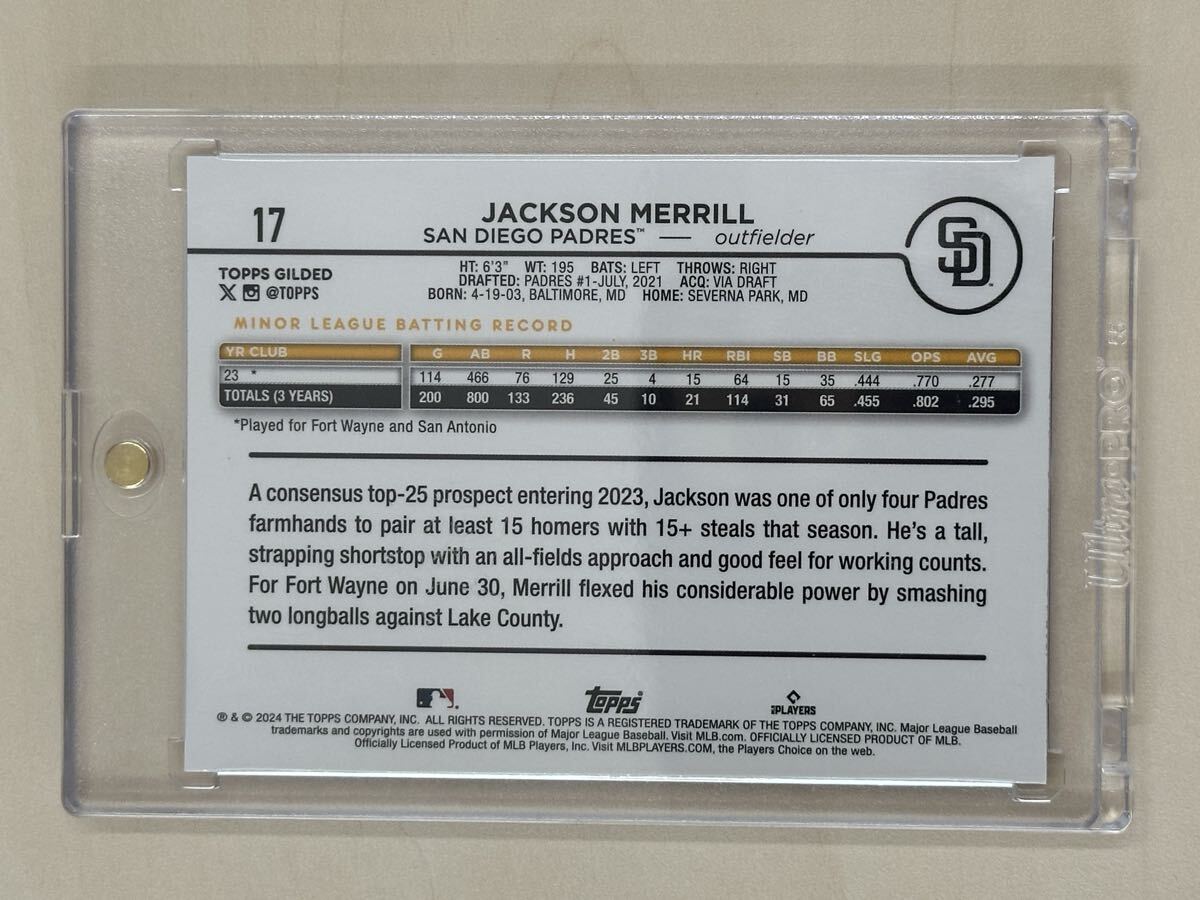 17
JACKSON MERRILL
SAN DIEGO PADRES™ — outfielder
SD
TOPPS GILDED
X @TOPPS
HT: 6'3" WT: 195 BATS: LEFT THROWS: RIGHT
DRAFTED: PADRES #1-JULY, 2021 ACQ: VIA DRAFT
BORN: 4-19-03, BALTIMORE, MD HOME: SEVERNA PARK, MD
MINOR LEAGUE BATTING RECORD
YR CLUB G AB R H 2B 3B HR RBI SB BB SLG OPS AVG
23 * 114 466 76 129 25 4 15 64 15 35 .444 .770 .277
TOTALS (3 YEARS) 200 800 133 236 45 10 21 114 31 65 .455 .802 .295
*Played for Fort Wayne and San Antonio
A consensus top-25 prospect entering 2023, Jackson was one of only four Padres
farmhands to pair at least 15 homers with 15+ steals that season. He's a tall,
strapping shortstop with an all-fields approach and good feel for working counts.
For Fort Wayne on June 30, Merrill flexed his considerable power by smashing
two longballs against Lake County.
Topps
PLAYERS
® & © 2024 THE TOPPS COMPANY, INC. ALL RIGHTS RESERVED. TOPPS IS A REGISTERED TRADEMARK OF THE TOPPS COMPANY, INC. Major League Baseball
trademarks and copyrights are used with permission of Major League Baseball. Visit MLB.com. OFFICIALLY LICENSED PRODUCT OF MLB.
Officially Licensed Product of MLB Players, Inc. Visit MLBPLAYERS.COM, the Players Choice on the web.
Ultra•PRO®